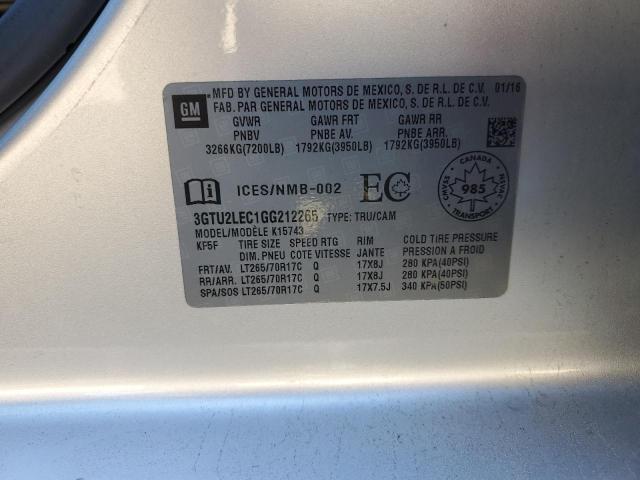 GM
MFD BY GENERAL MOTORS DE MEXICO, S. DE R.L. DE C.V. 01/16
FAB. PAR GENERAL MOTORS DE MEXICO, S. DE R.L. DE C.V.
GVWR GAWR FRT GAWR RR
PNBV PNBE AV. PNBE ARR.
3266KG(7200LB) 1792KG(3950LB) 1792KG(3950LB)
CANADA
ICES/NMB-002 EC 985
TRANSPORT
3GTU2LEC1GG212265 TYPE: TRU/CAM
MODEL/MODÈLE K15743
KF5F TIRE SIZE SPEED RTG RIM COLD TIRE PRESSURE
DIM. PNEU COTE VITESSE JANTE PRESSION A FROID
FRT/AV. LT265/70R17C Q 17X8J 280 KPA(40PSI)
RR/ARR. LT265/70R17C Q 17X8J 280 KPA(40PSI)
SPA/SOS LT265/70R17C Q 17X7.5J 340 KPA(50PSI)